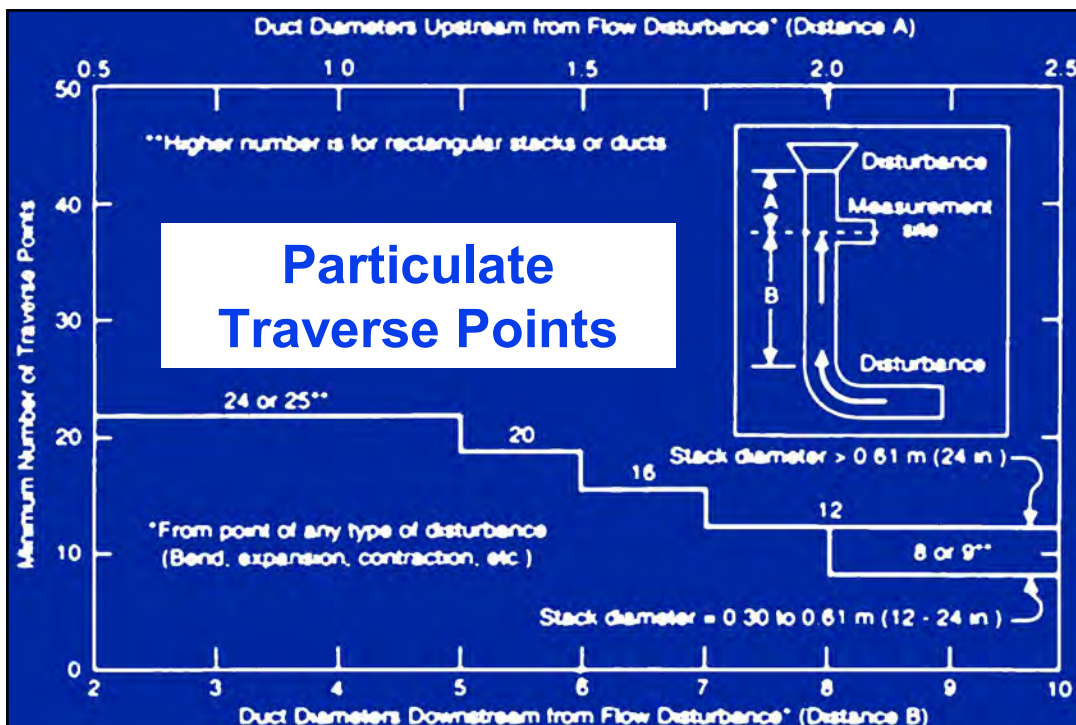 Duct Diameters Upstream from Flow Disturbance* (Distance A)
0.5 1 0 1.5 2.0 2.5
50
**Higher number is for rectangular stacks or ducts
Disturbance
A
Measurement
site
40
Particulate
Traverse Points
B
30
Disturbance
Minimum Number of Traverse Points
24 or 25**
20
20
Stack diameter > 0 61 m (24 in )
16
12
*From point of any type of disturbance
(Bend, expansion, contraction, etc )
10
8 or 9**
Stack diameter = 0 30 to 0.61 m (12 - 24 in )
0
2 3 4 5 6 7 8 9 10
Duct Diameters Downstream from Flow Disturbance* (Distance B)